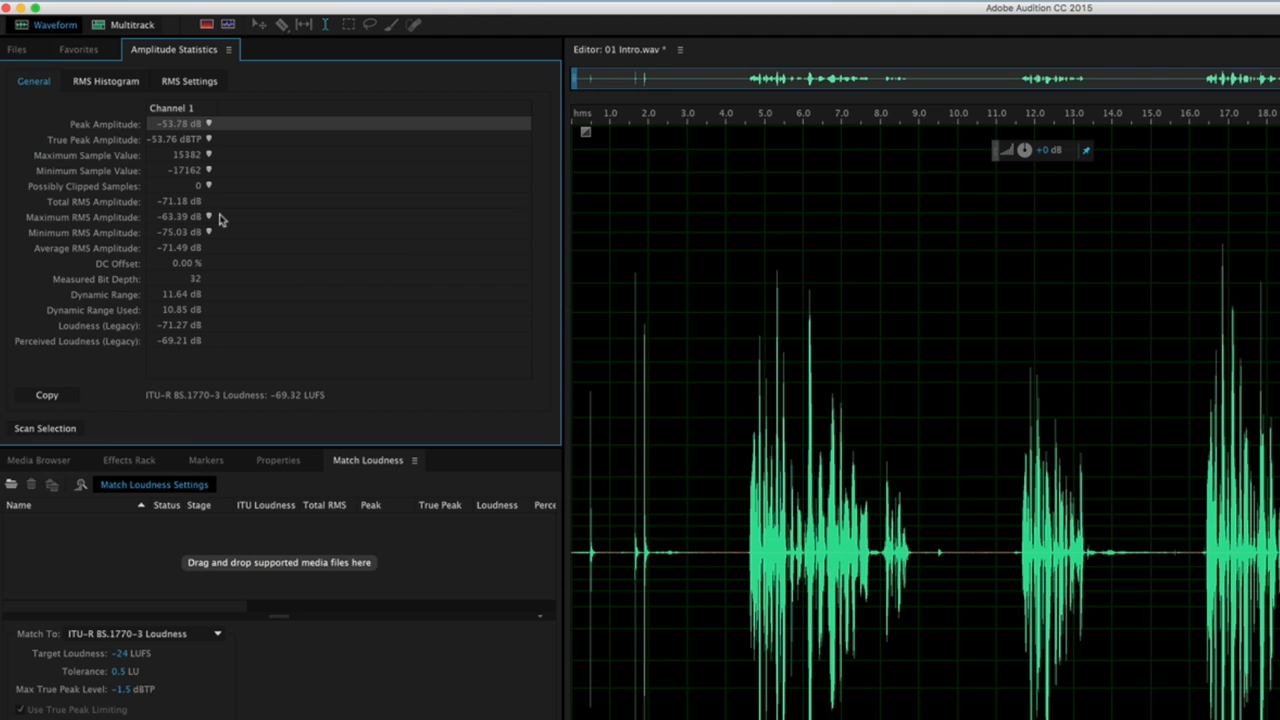 Adobe Audition CC 2015
Waveform Multitrack
Files Favorites Amplitude Statistics
Editor: 01 Intro.wav *
General RMS Histogram RMS Settings
Channel 1
Peak Amplitude: -53.78 dB
True Peak Amplitude: -53.76 dBTP
Maximum Sample Value: 15382
Minimum Sample Value: -17162
Possibly Clipped Samples: 0
Total RMS Amplitude: -71.18 dB
Maximum RMS Amplitude: -63.39 dB
Minimum RMS Amplitude: -75.03 dB
Average RMS Amplitude: -71.49 dB
DC Offset: 0.00 %
Measured Bit Depth: 32
Dynamic Range: 11.64 dB
Dynamic Range Used: 10.85 dB
Loudness (Legacy): -71.27 dB
Perceived Loudness (Legacy): -69.21 dB
Copy ITU-R BS.1770-3 Loudness: -69.32 LUFS
Scan Selection
hms 1.0 2.0 3.0 4.0 5.0 6.0 7.0 8.0 9.0 10.0 11.0 12.0 13.0 14.0 15.0 16.0 17.0 18.0
+0 dB
Media Browser Effects Rack Markers Properties Match Loudness
Match Loudness Settings
Name Status Stage ITU Loudness Total RMS Peak True Peak Loudness Perce
Drag and drop supported media files here
Match To: ITU-R BS.1770-3 Loudness
Target Loudness: -24 LUFS
Tolerance: 0.5 LU
Max True Peak Level: -1.5 dBTP
Use True Peak Limiting